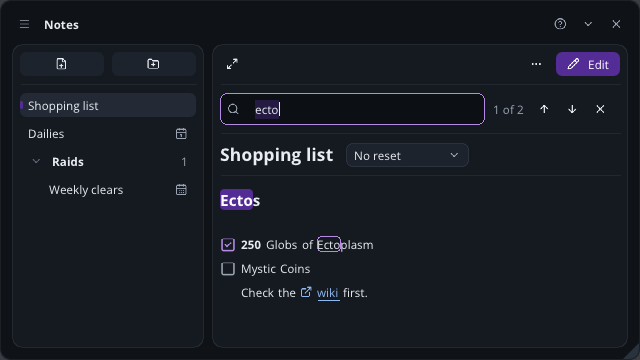 Notes
Edit
Shopping list
Dailies
Raids 1
Weekly clears
ecto
1 of 2
Shopping list
No reset
Ectos
250 Globs of Ectoplasm
Mystic Coins
Check the wiki first.